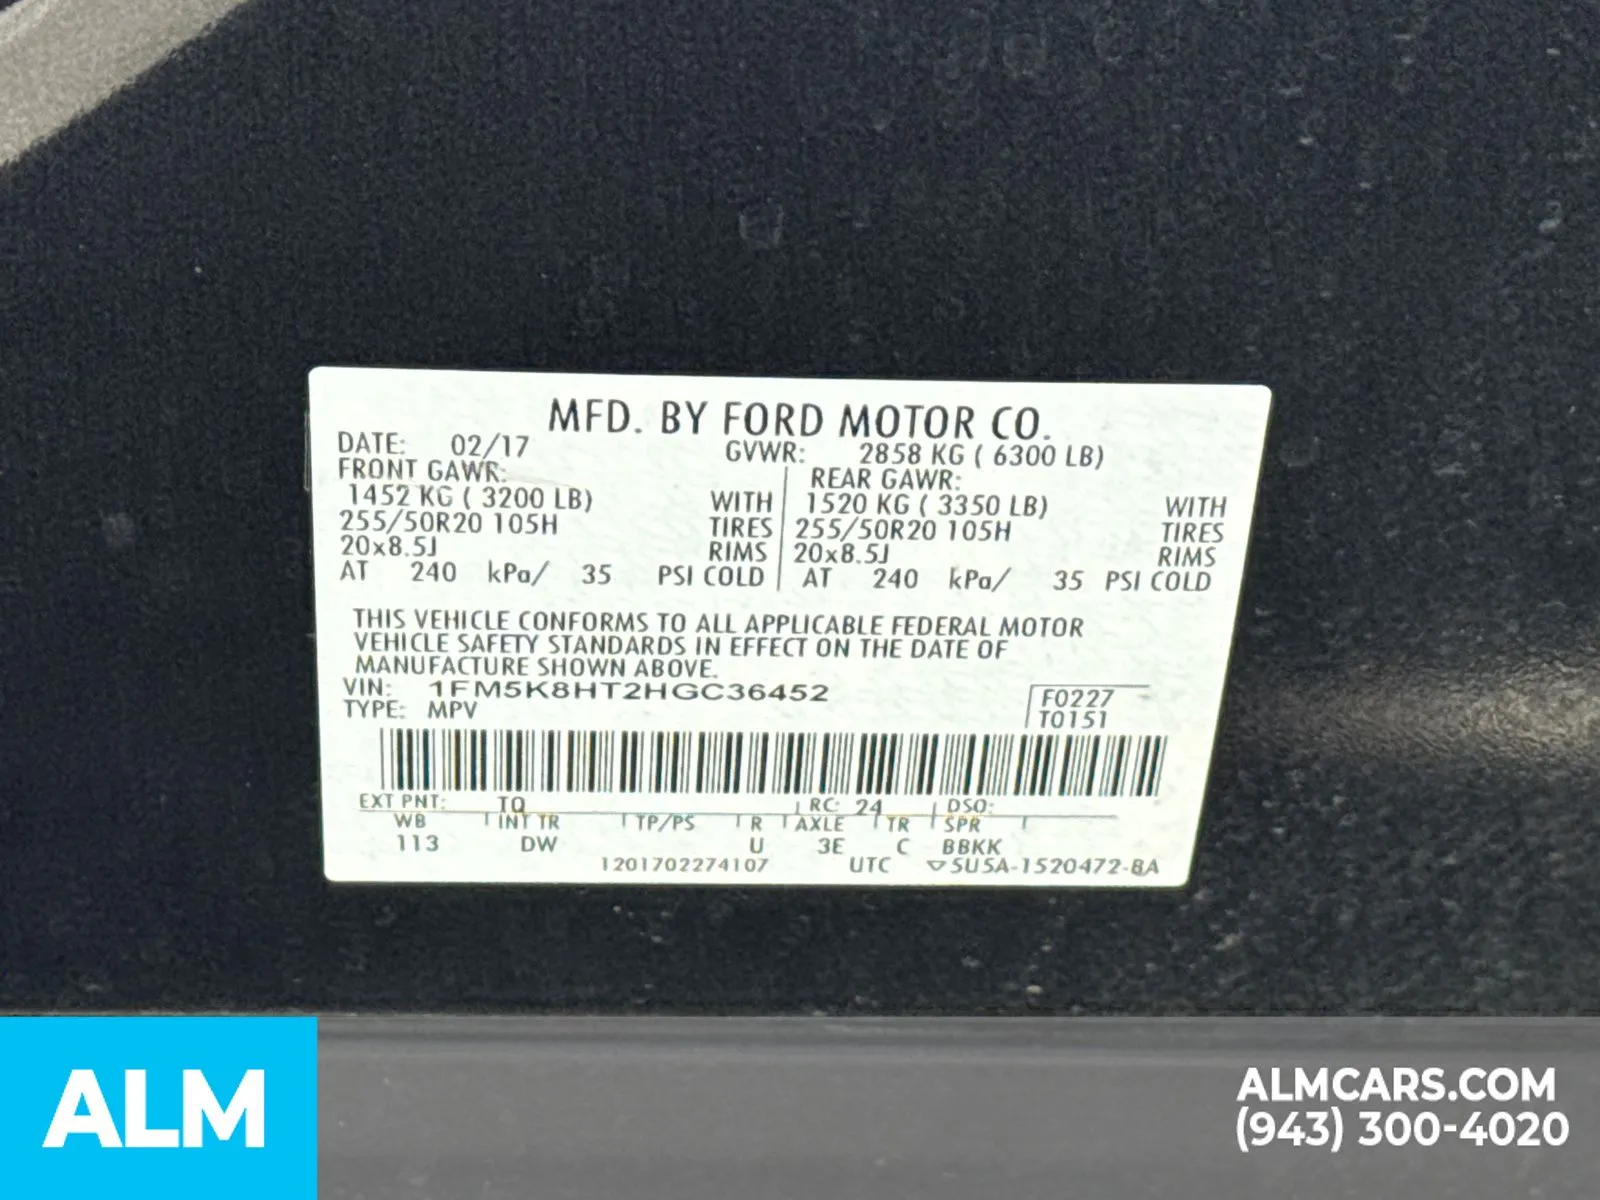 MFD. BY FORD MOTOR CO.
DATE: 02/17 GVWR: 2858 KG ( 6300 LB)
FRONT GAWR: REAR GAWR:
1452 KG ( 3200 LB) WITH 1520 KG ( 3350 LB) WITH
255/50R20 105H TIRES 255/50R20 105H TIRES
20x8.5J RIMS 20x8.5J RIMS
AT 240 kPa/ 35 PSI COLD AT 240 kPa/ 35 PSI COLD
THIS VEHICLE CONFORMS TO ALL APPLICABLE FEDERAL MOTOR
VEHICLE SAFETY STANDARDS IN EFFECT ON THE DATE OF
MANUFACTURE SHOWN ABOVE.
VIN: 1FM5K8HT2HGC36452 F0227
TYPE: MPV T0151
EXT PNT: TQ RC: 24 DSO:
WB INT TR TP/PS R AXLE TR SPR
113 DW U 3E C BBKK
1201702274107 UTC ▽5U5A-1520472-BA
ALM
ALMCARS.COM
(943) 300-4020